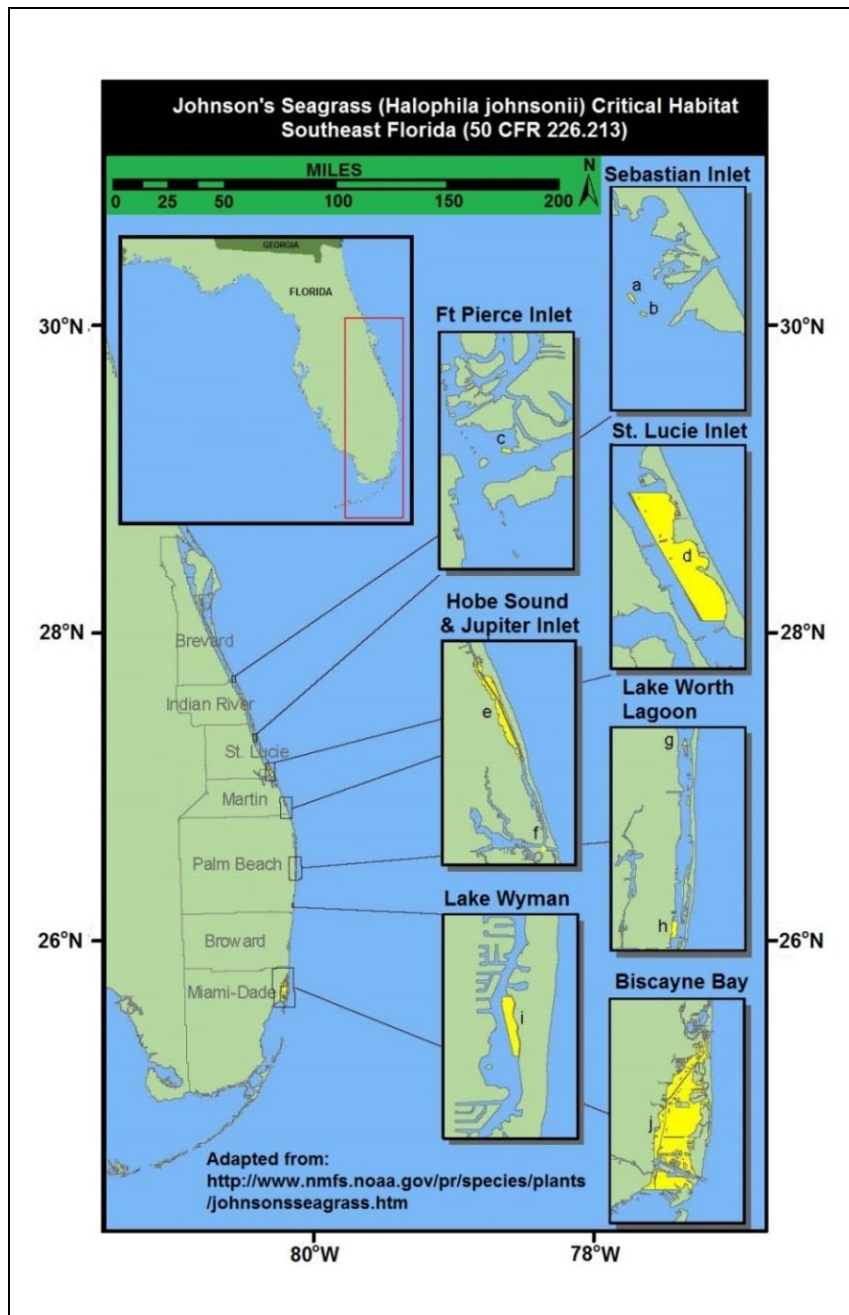 Johnson's Seagrass (Halophila johnsonii) Critical Habitat
Southeast Florida (50 CFR 226.213)
MILES
0 25 50 100 150 200
N
Sebastian Inlet
a
b
GEORGIA
FLORIDA
30°N
30°N
Ft Pierce Inlet
c
St. Lucie Inlet
d
28°N
28°N
Hobe Sound
& Jupiter Inlet
e
f
Lake Worth
Lagoon
g
h
Brevard
Indian River
St. Lucie
Martin
Palm Beach
Broward
Miami-Dade
26°N
26°N
Lake Wyman
i
Biscayne Bay
j
Adapted from:
http://www.nmfs.noaa.gov/pr/species/plants
/johnsonsseagrass.htm
80°W
78°W